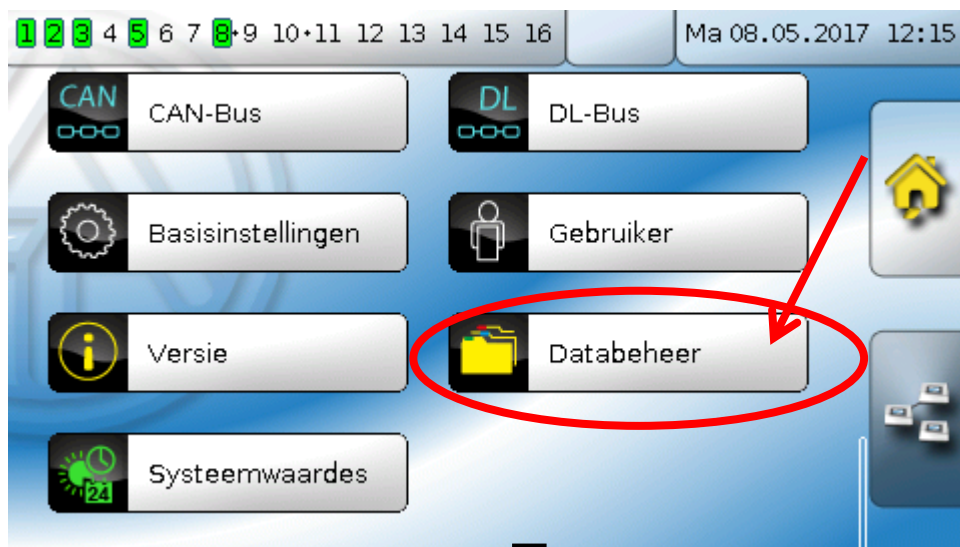 1 2 3 4 5 6 7 8·9 10·11 12 13 14 15 16 Ma 08.05.2017 12:15
CAN CAN-Bus DL DL-Bus
Basisinstellingen Gebruiker
Versie Databeheer
24 Systeemwaardes